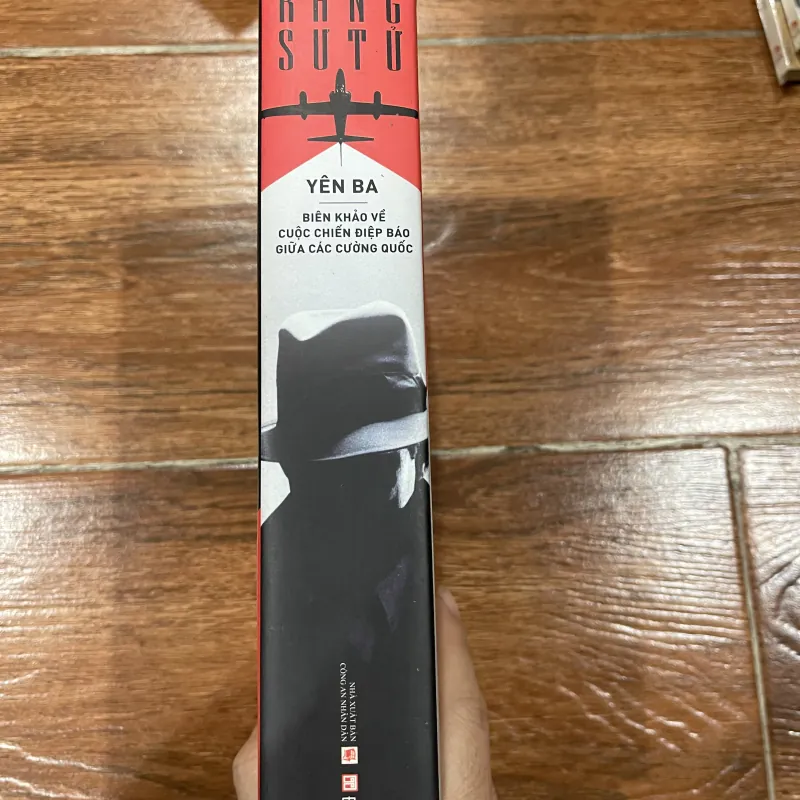 RĂNG
SƯ TỬ
YÊN BA
BIÊN KHẢO VỀ
CUỘC CHIẾN ĐIỆP BÁO
GIỮA CÁC CƯỜNG QUỐC
NHÀ XUẤT BẢN
CÔNG AN NHÂN DÂN